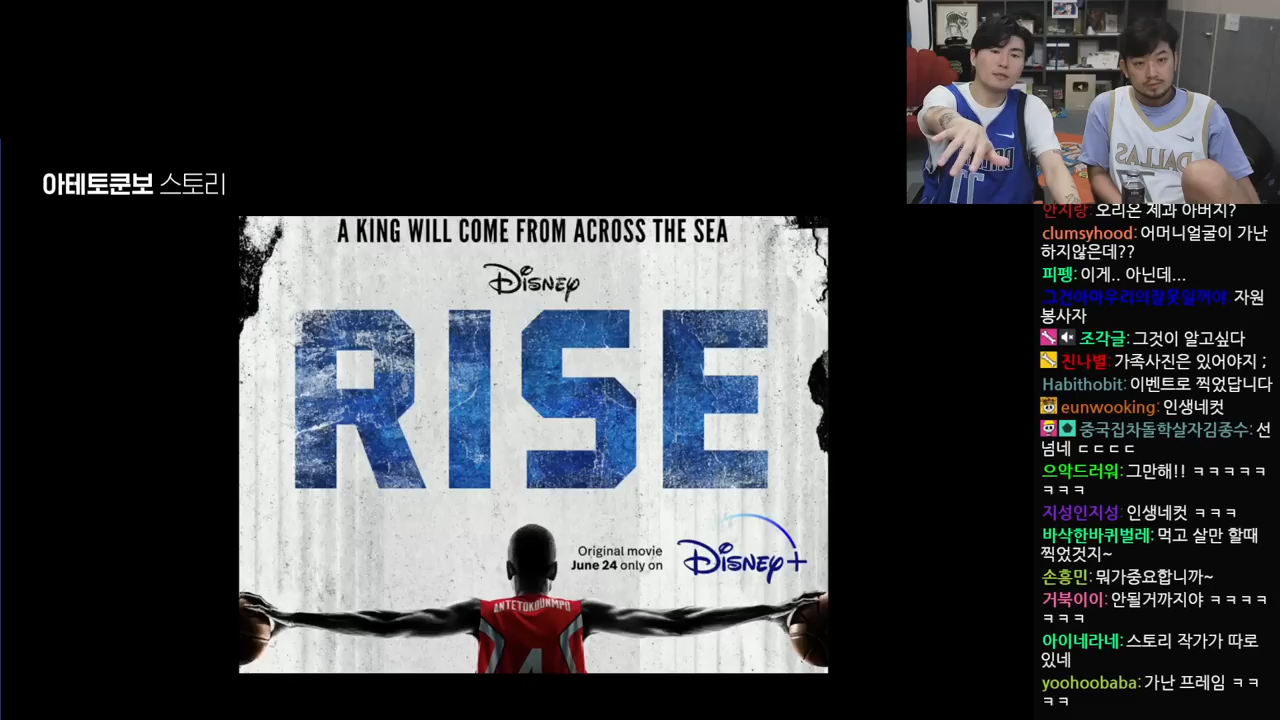 아테토쿤보 스토리
A KING WILL COME FROM ACROSS THE SEA
DISNEY
RISE
Original movie
June 24 only on
DISNEY+
ANTETOKOUNMPO
4
DALLAS
안지랑: 오리온 제과 아버지?
clumsyhood: 어머니얼굴이 가난
하지않은데??
피펭: 이게.. 아닌데...
그건아마우리의잘못일꺼야: 자원
봉사자
조각글: 그것이 알고싶다
진나별: 가족사진은 있어야지 ;
Habithobit: 이벤트로 찍었답니다
eunwooking: 인생네컷
중국집차돌학살자김종수: 선
넘네 ㄷㄷㄷㄷ
으악드러워: 그만해!! ㅋㅋㅋㅋㅋ
ㅋㅋㅋ
지성인지성: 인생네컷 ㅋㅋㅋ
바삭한바퀴벌레: 먹고 살만 할때
찍었것지~
손흥민: 뭐가중요합니까~
거북이이: 안될거까지야 ㅋㅋㅋㅋ
ㅋㅋㅋ
아이네라네: 스토리 작가가 따로
있네
yoohoobaba: 가난 프레임 ㅋㅋ
ㅋㅋ